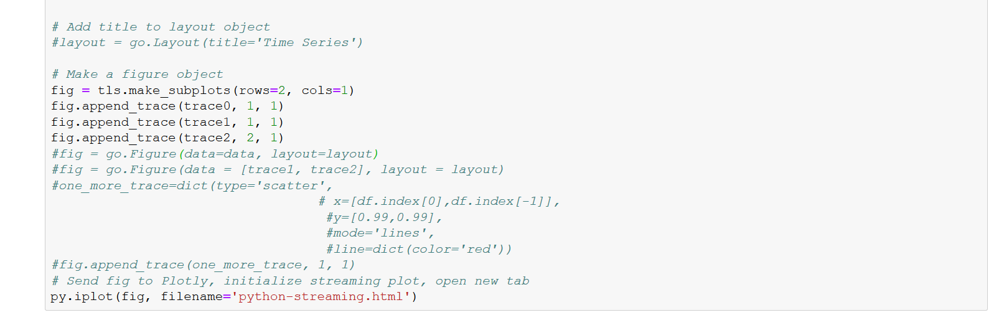 # Add title to layout object
#layout = go.Layout(title='Time Series')
# Make a figure object
fig = tls.make_subplots(rows=2, cols=1)
fig.append_trace(trace0, 1, 1)
fig.append_trace(trace1, 1, 1)
fig.append_trace(trace2, 2, 1)
#fig = go.Figure(data=data, layout=layout)
#fig = go.Figure(data = [trace1, trace2], layout = layout)
#one_more_trace=dict(type='scatter',
# x=[df.index[0],df.index[-1]],
#y=[0.99,0.99],
#mode='lines',
#line=dict(color='red'))
#fig.append_trace(one_more_trace, 1, 1)
# Send fig to Plotly, initialize streaming plot, open new tab
py.iplot(fig, filename='python-streaming.html')